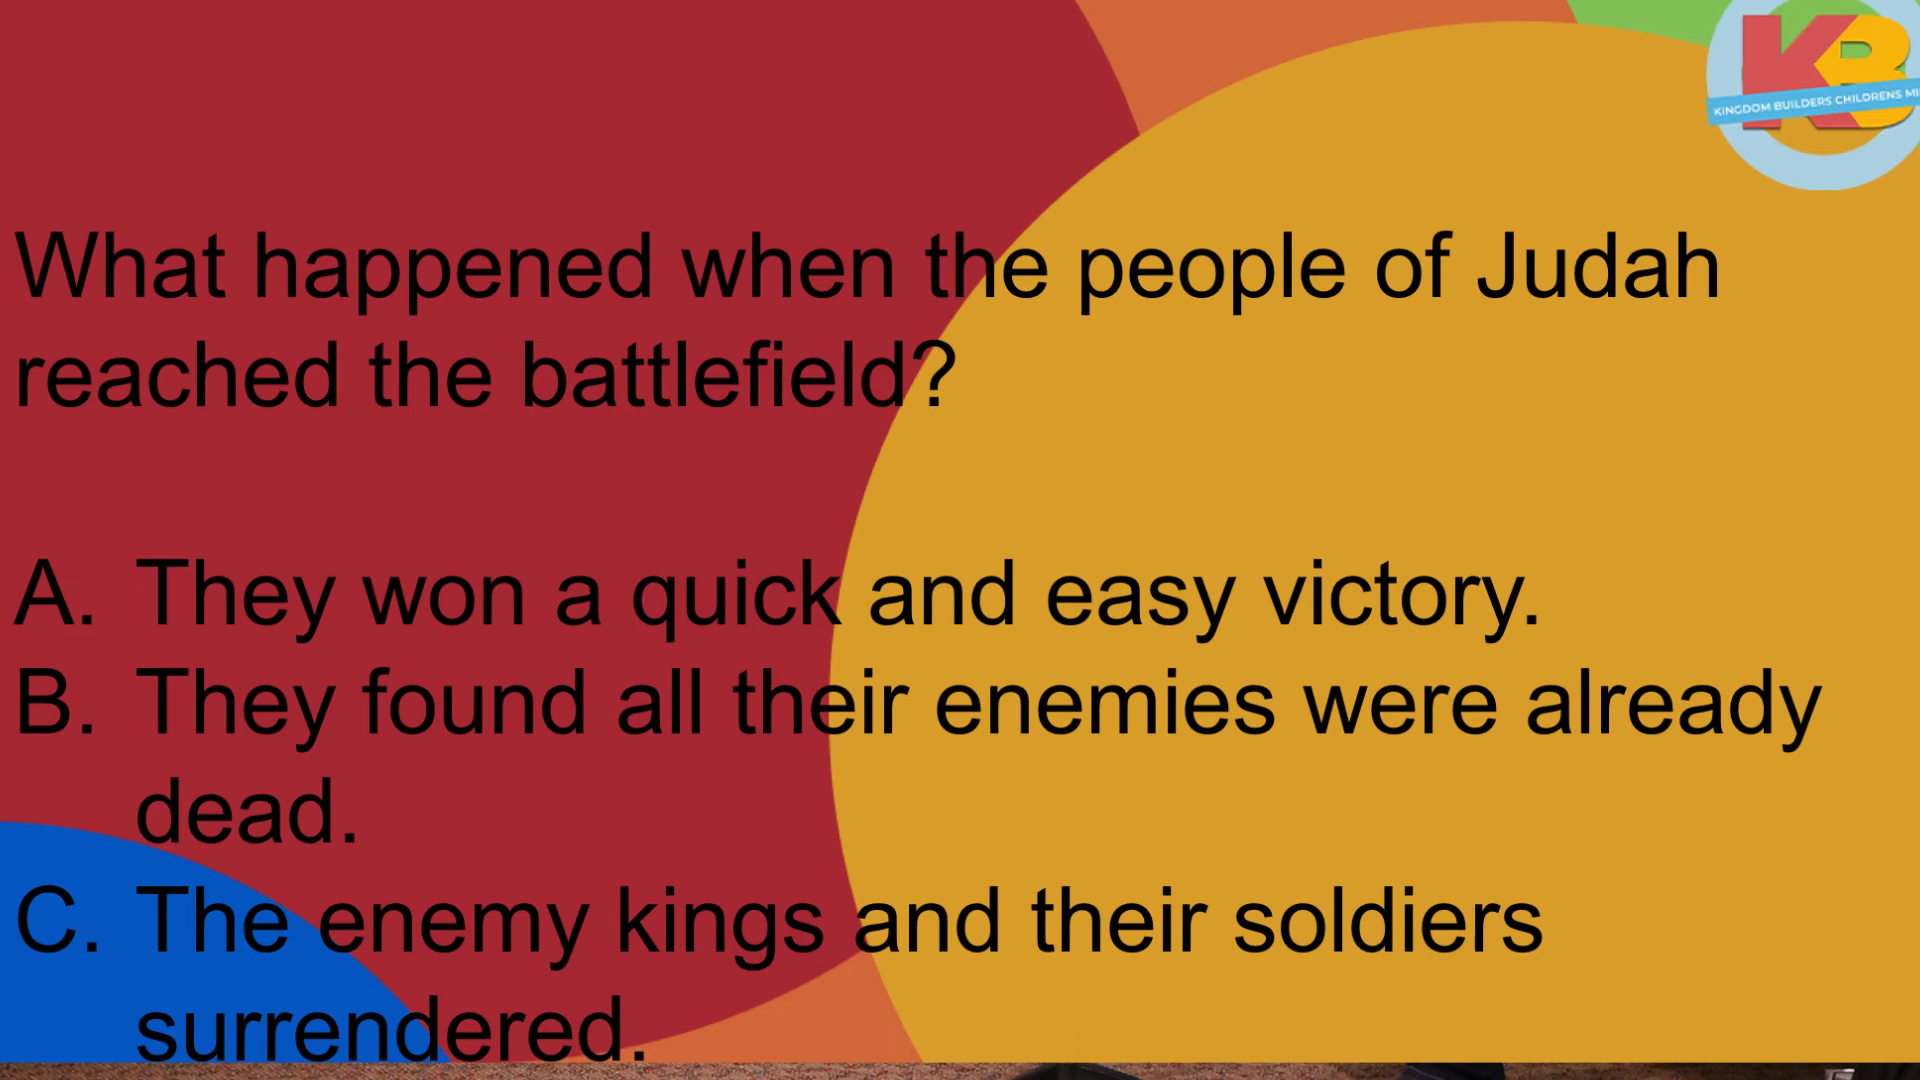 KINGDOM BUILDERS CHILDRENS
What happened when the people of Judah
reached the battlefield?
A. They won a quick and easy victory.
B. They found all their enemies were already
dead.
C. The enemy kings and their soldiers
surrendered.